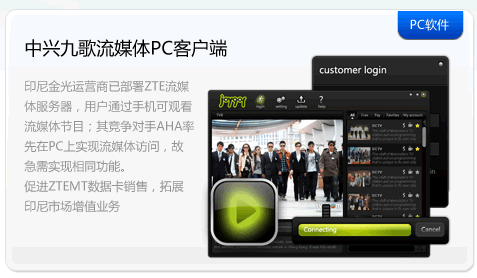 PC软件
中兴九歌流媒体PC客户端
印尼金光运营商已部署ZTE流媒
体服务器，用户通过手机可观看
流媒体节目；其竞争对手AHA率
先在PC上实现流媒体访问，故
急需实现相同功能。
促进ZTEMT数据卡销售，拓展
印尼市场增值业务
customer login
login setting update help
All Free Pay Favorites My account
Connecting Cancel